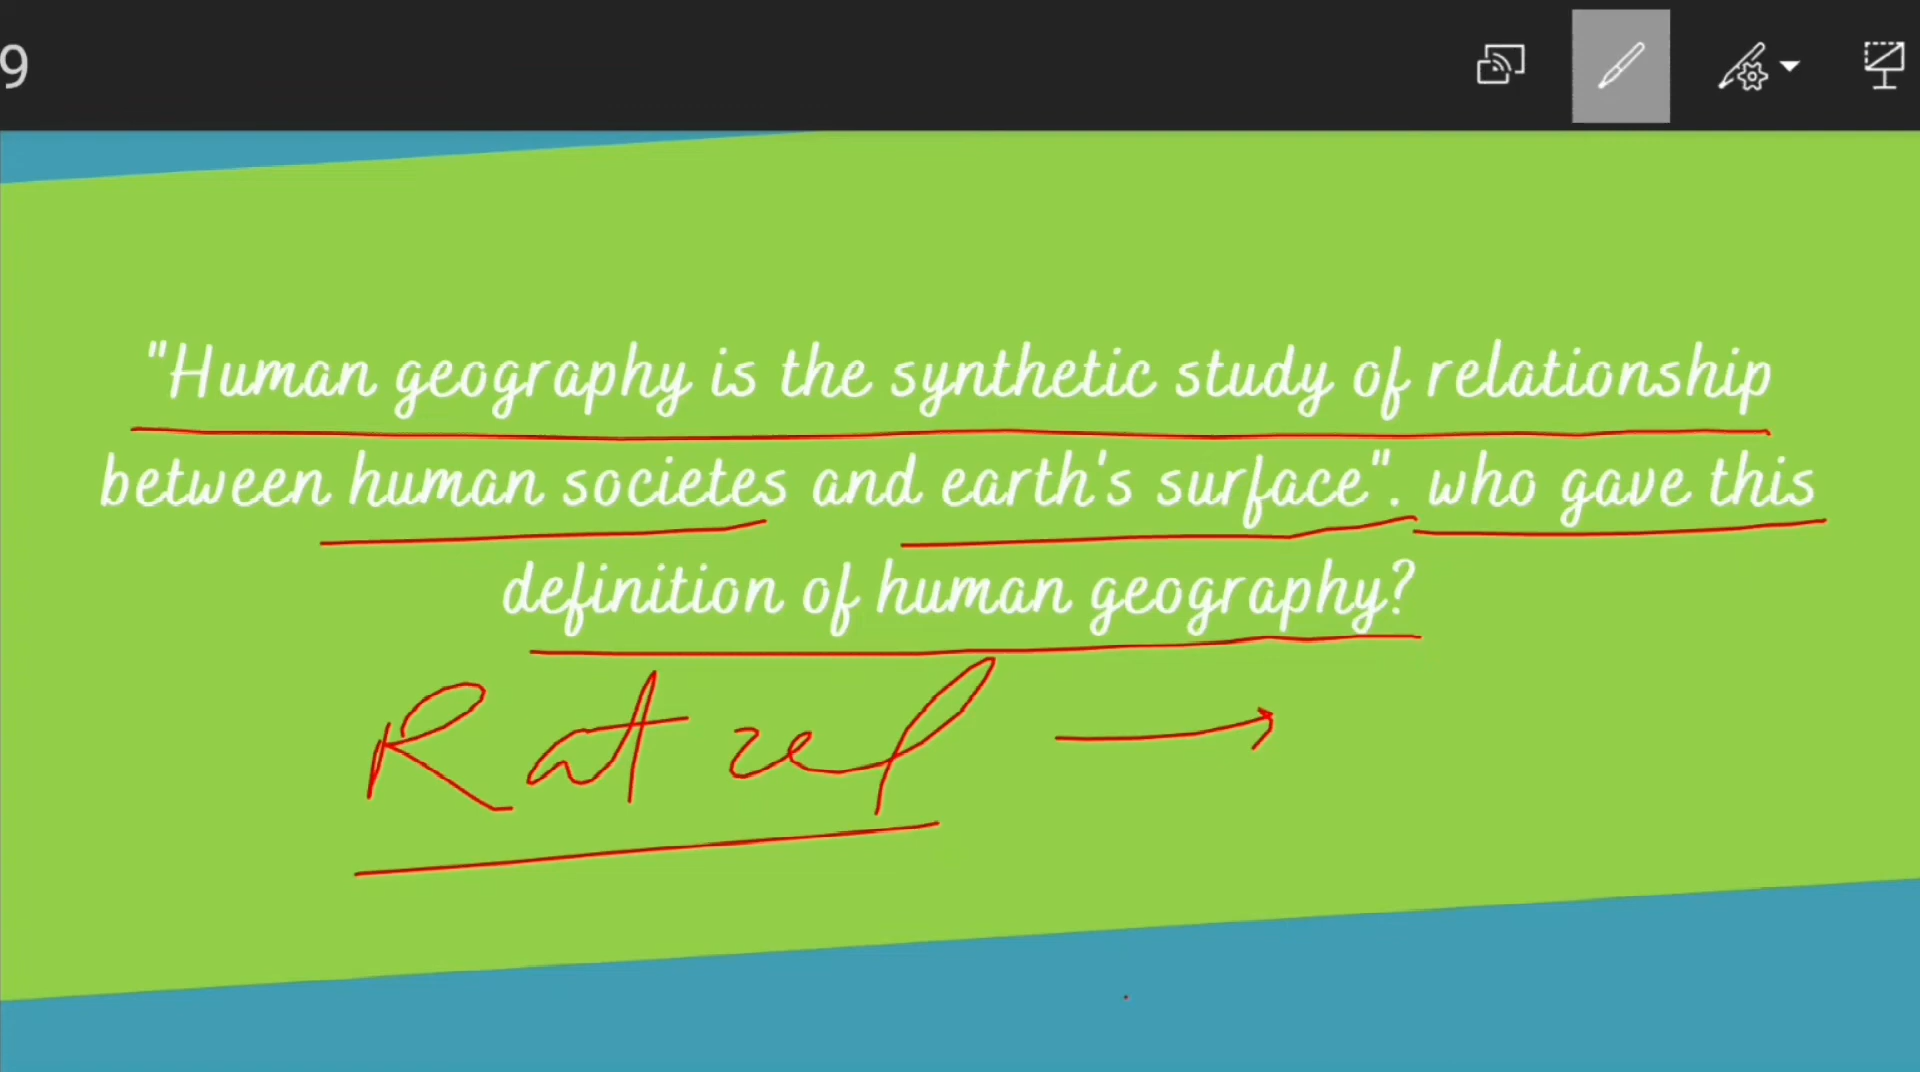 9
"Human geography is the synthetic study of relationship
between human societes and earth's surface". who gave this
definition of human geography?
Ratzel